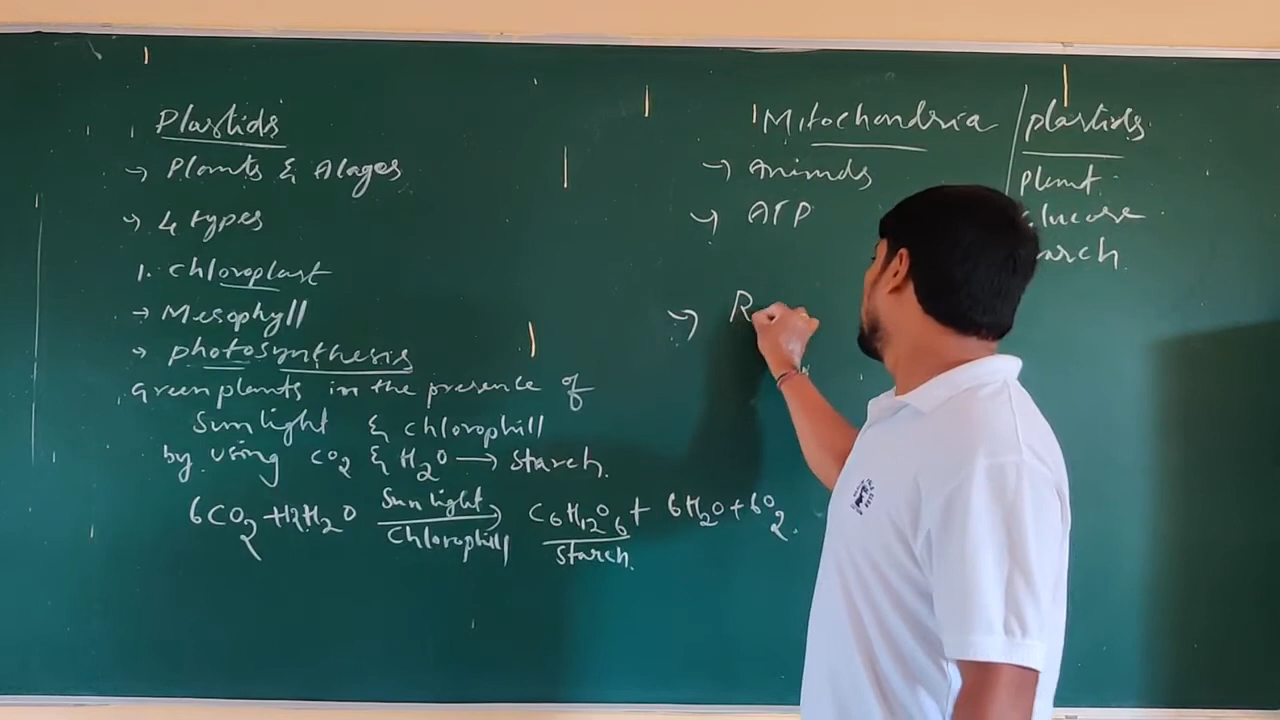 Plastids
→ Plants & Alages
→ 4 types
1. Chloroplast
→ Mesophyll
→ photosynthesis
Green plants in the presence of
Sunlight & chlorophill
by using CO2 & H2O → Starch.
6CO2 + 12H2O Sunlight Chlorophill → C6H12O6 + 6H2O + 6O2.
Starch.
Mitochondria | plastids
→ Animals plant
→ ATP
R